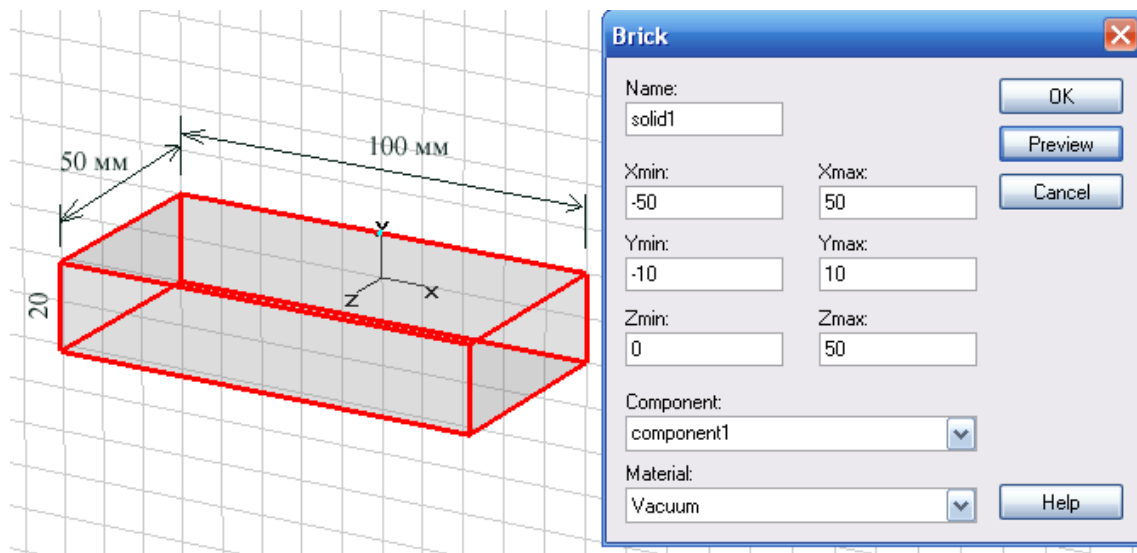 50 мм
100 мм
20
Y
Z
X
Brick
Name:
solid1
OK
Preview
Cancel
Xmin:
Xmax:
-50
50
Ymin:
Ymax:
-10
10
Zmin:
Zmax:
0
50
Component:
component1
Material:
Vacuum
Help